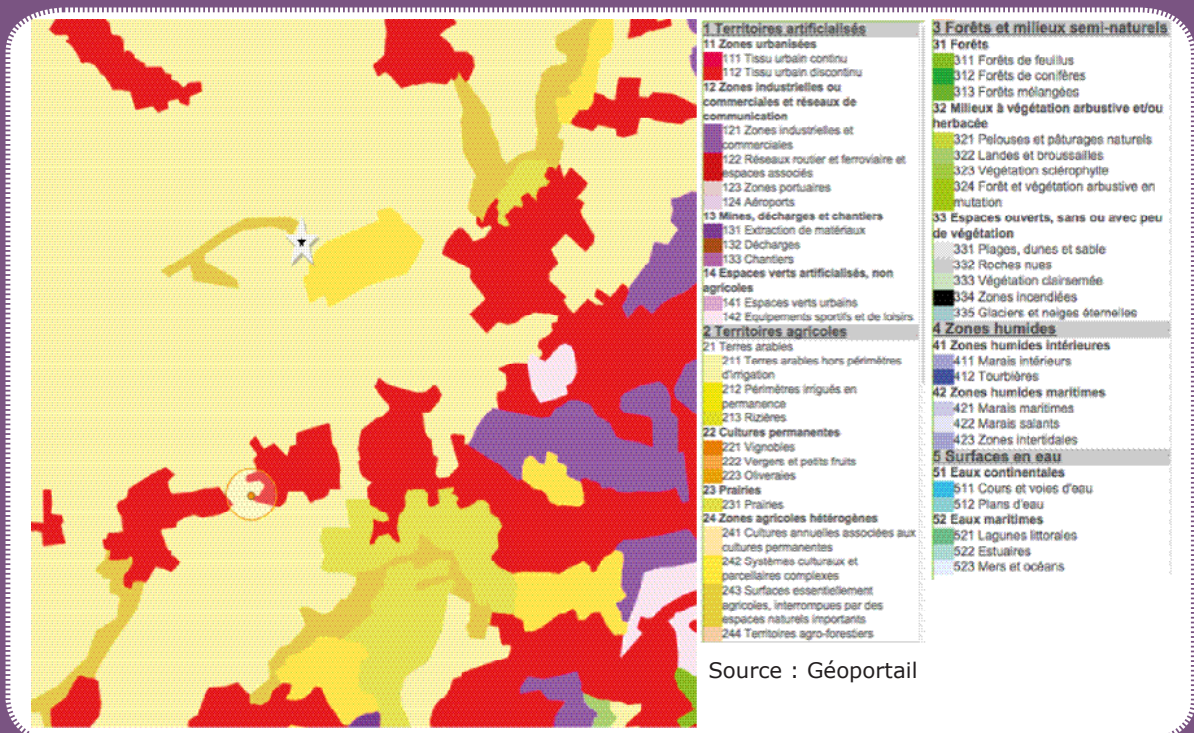 1 Territoires artificialisés
11 Zones urbanisées
111 Tissu urbain continu
112 Tissu urbain discontinu
12 Zones industrielles ou
commerciales et réseaux de
communication
121 Zones industrielles et
commerciales
122 Réseaux routier et ferroviaire et
espaces associés
123 Zones portuaires
124 Aéroports
13 Mines, décharges et chantiers
131 Extraction de matériaux
132 Décharges
133 Chantiers
14 Espaces verts artificialisés, non
agricoles
141 Espaces verts urbains
142 Equipements sportifs et de loisirs
2 Territoires agricoles
21 Terres arables
211 Terres arables hors périmètres
d'irrigation
212 Périmètres irrigués en
permanence
213 Rizières
22 Cultures permanentes
221 Vignobles
222 Vergers et petits fruits
223 Oliveraies
23 Prairies
231 Prairies
24 Zones agricoles hétérogènes
241 Cultures annuelles associées aux
cultures permanentes
242 Systèmes culturaux et
parcellaires complexes
243 Surfaces essentiellement
agricoles, interrompues par des
espaces naturels importants
244 Territoires agro-forestiers
3 Forêts et milieux semi-naturels
31 Forêts
311 Forêts de feuillus
312 Forêts de conifères
313 Forêts mélangées
32 Milieux à végétation arbustive et/ou
herbacée
321 Pelouses et pâturages naturels
322 Landes et broussailles
323 Végétation sclérophylle
324 Forêt et végétation arbustive en
mutation
33 Espaces ouverts, sans ou avec peu
de végétation
331 Plages, dunes et sable
332 Roches nues
333 Végétation clairsemée
334 Zones incendiées
335 Glaciers et neiges éternelles
4 Zones humides
41 Zones humides intérieures
411 Marais intérieurs
412 Tourbières
42 Zones humides maritimes
421 Marais maritimes
422 Marais salants
423 Zones intertidales
5 Surfaces en eau
51 Eaux continentales
511 Cours et voies d'eau
512 Plans d'eau
52 Eaux maritimes
521 Lagunes littorales
522 Estuaires
523 Mers et océans
Source : Géoportail